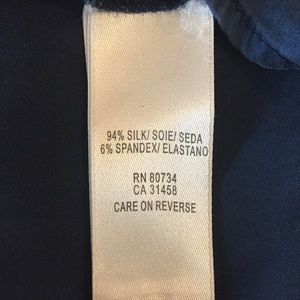 94% SILK/ SOIE/ SEDA
6% SPANDEX/ ELASTANO
RN 80734
CA 31458
CARE ON REVERSE